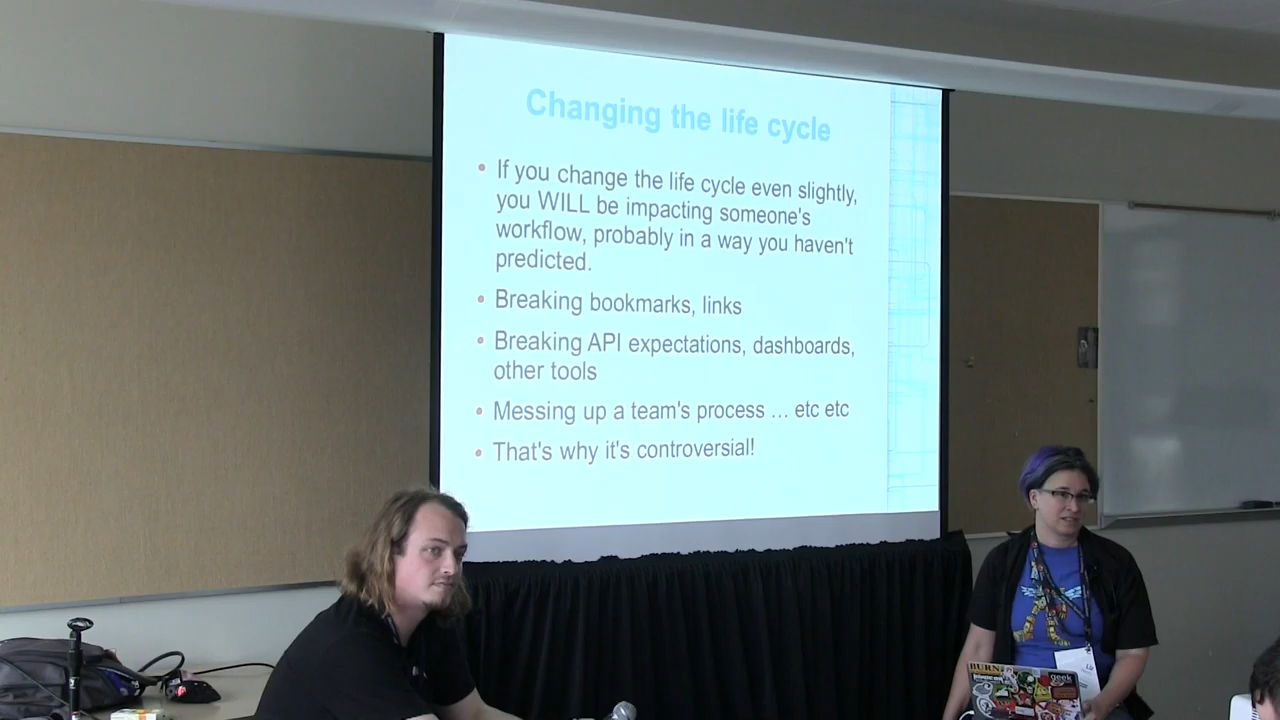 Changing the life cycle
• If you change the life cycle even slightly,
you WILL be impacting someone's
workflow, probably in a way you haven't
predicted.
• Breaking bookmarks, links
• Breaking API expectations, dashboards,
other tools
• Messing up a team's process ... etc etc
• That's why it's controversial!
BURN
geek